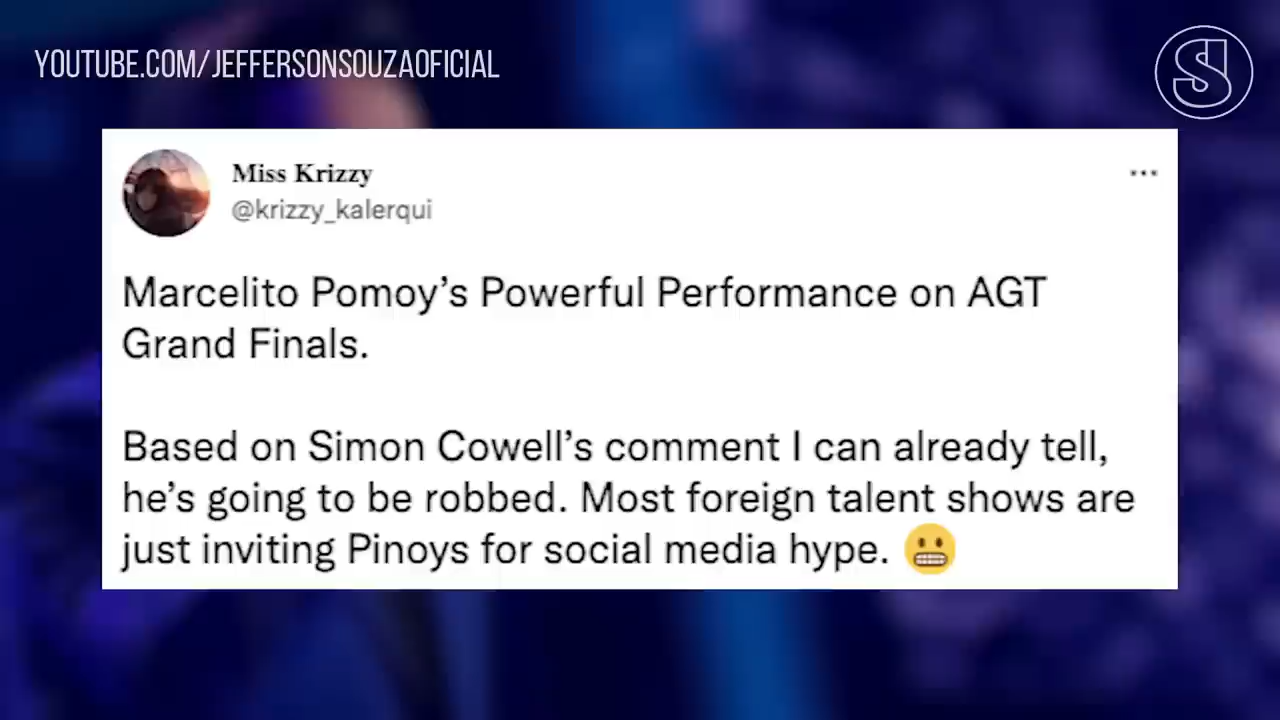 YOUTUBE.COM/JEFFERSONSOUZAOFICIAL
Miss Krizzy
@krizzy_kalerqui
Marcelito Pomoy’s Powerful Performance on AGT
Grand Finals.
Based on Simon Cowell’s comment I can already tell,
he’s going to be robbed. Most foreign talent shows are
just inviting Pinoys for social media hype. 😬